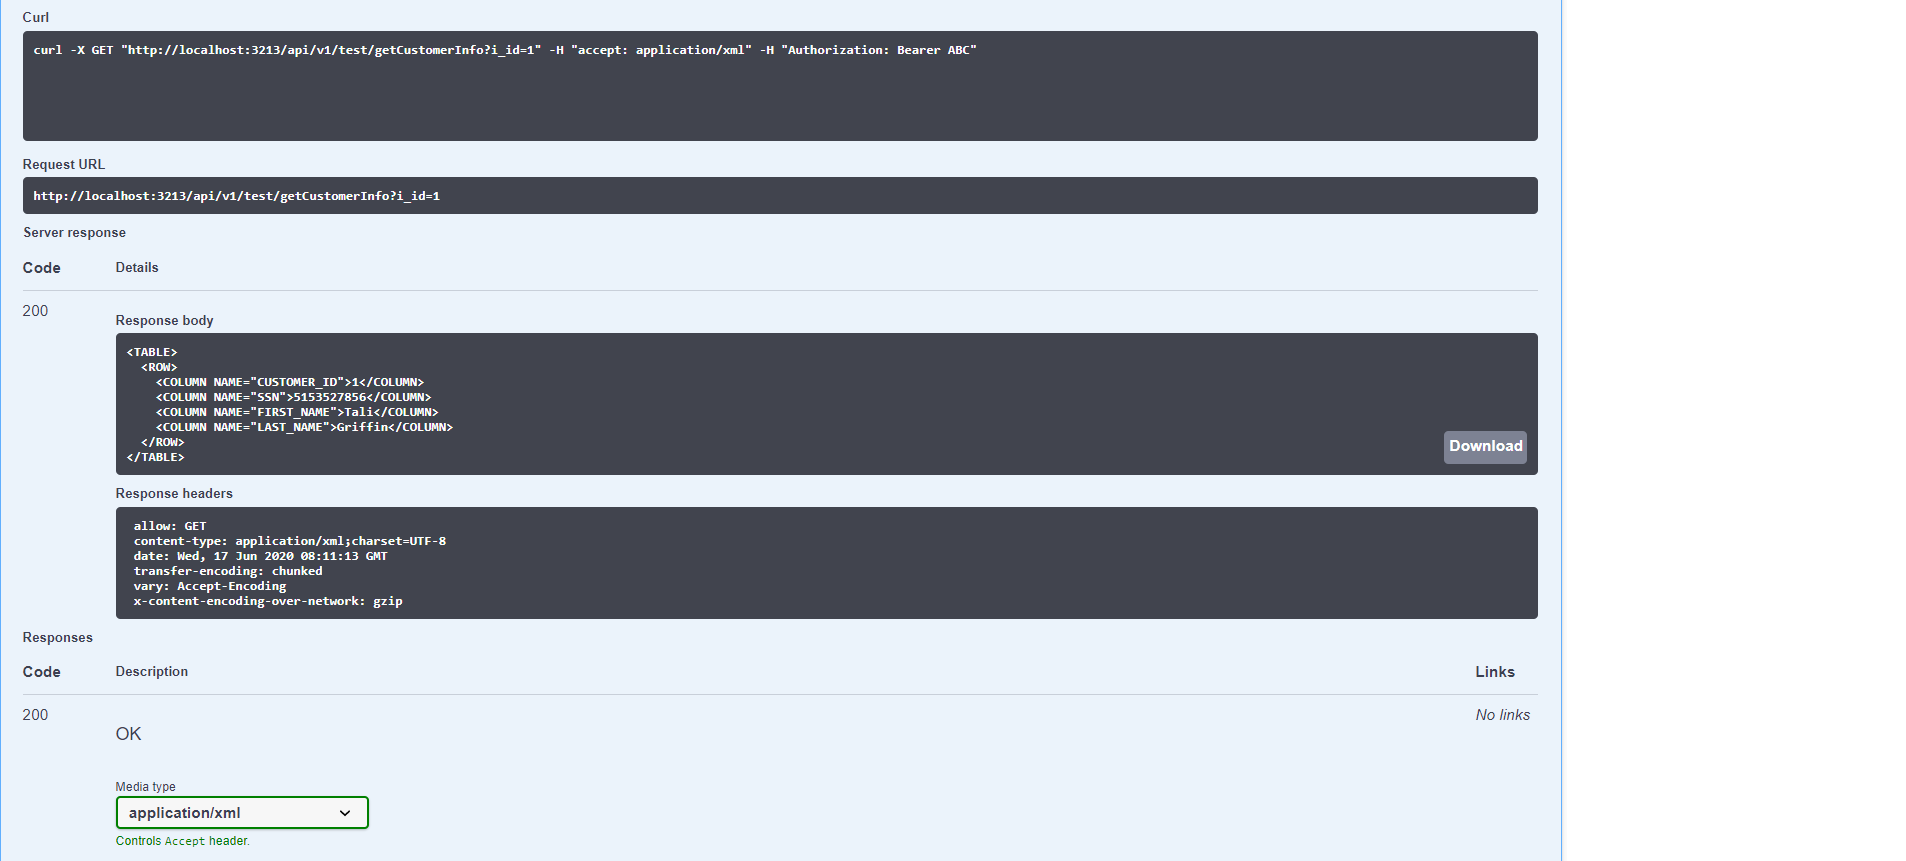 Curl
curl -X GET "http://localhost:3213/api/v1/test/getCustomerInfo?i_id=1" -H "accept: application/xml" -H "Authorization: Bearer ABC"
Request URL
http://localhost:3213/api/v1/test/getCustomerInfo?i_id=1
Server response
Code Details
200
Response body
<TABLE>
  <ROW>
    <COLUMN NAME="CUSTOMER_ID">1</COLUMN>
    <COLUMN NAME="SSN">5153527856</COLUMN>
    <COLUMN NAME="FIRST_NAME">Tali</COLUMN>
    <COLUMN NAME="LAST_NAME">Griffin</COLUMN>
  </ROW>
</TABLE>
Download
Response headers
allow: GET
content-type: application/xml;charset=UTF-8
date: Wed, 17 Jun 2020 08:11:13 GMT
transfer-encoding: chunked
vary: Accept-Encoding
x-content-encoding-over-network: gzip
Responses
Code Description Links
200 No links
OK
Media type
application/xml
Controls Accept header.